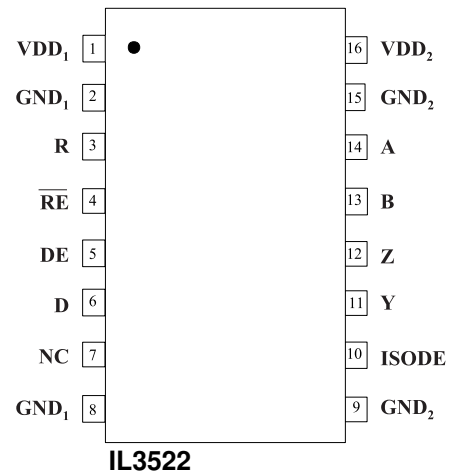 VDD₁ 1 16 VDD₂
GND₁ 2 15 GND₂
R 3 14 A
R̅E̅ 4 13 B
DE 5 12 Z
D 6 11 Y
NC 7 10 ISODE
GND₁ 8 9 GND₂
IL3522